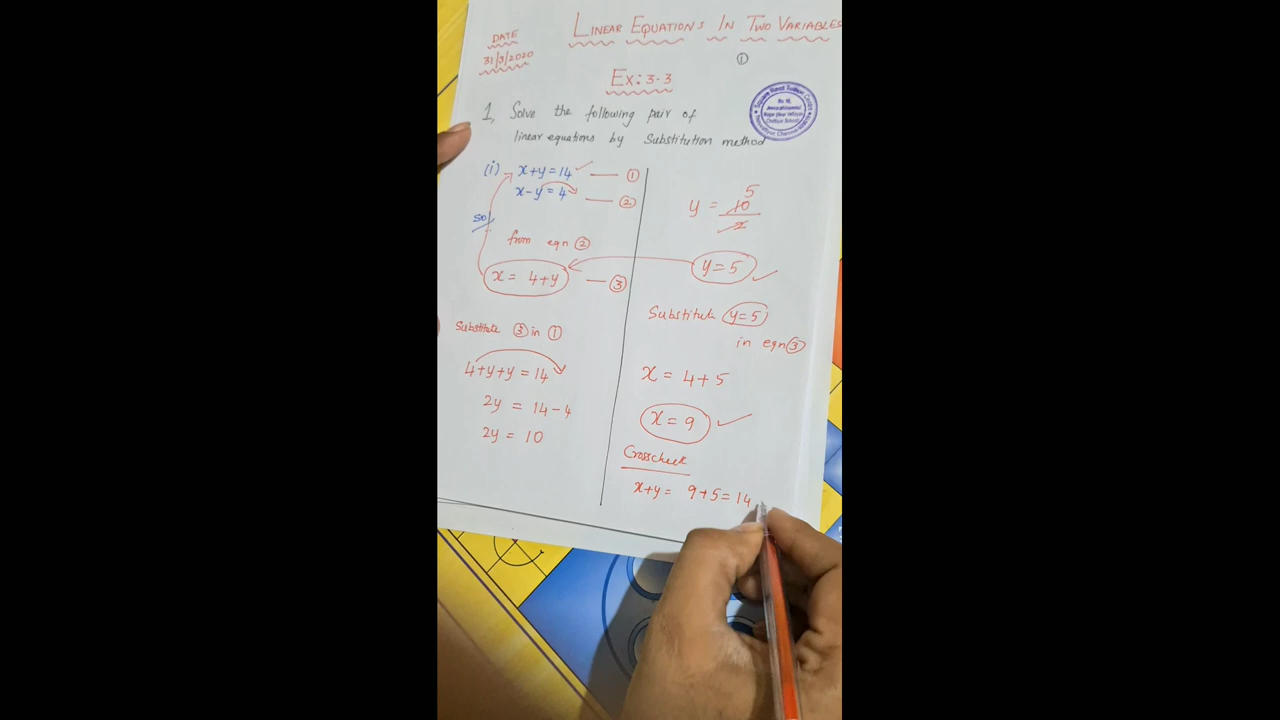 LINEAR EQUATIONS IN TWO VARIABLES
DATE
31/3/2020
①
Ex: 3.3
1, Solve the following pair of
linear equations by Substitution method
(i) x+y = 14 ①
x-y = 4 ②
Sol
from eqn ②
x = 4+y ③
Substitute ③ in ①
4+y+y = 14
2y = 14-4
2y = 10
5
y = 10
2
y = 5
Substitute y=5
in eqn ③
x = 4+5
x = 9
Crosscheck
x+y = 9+5 = 14